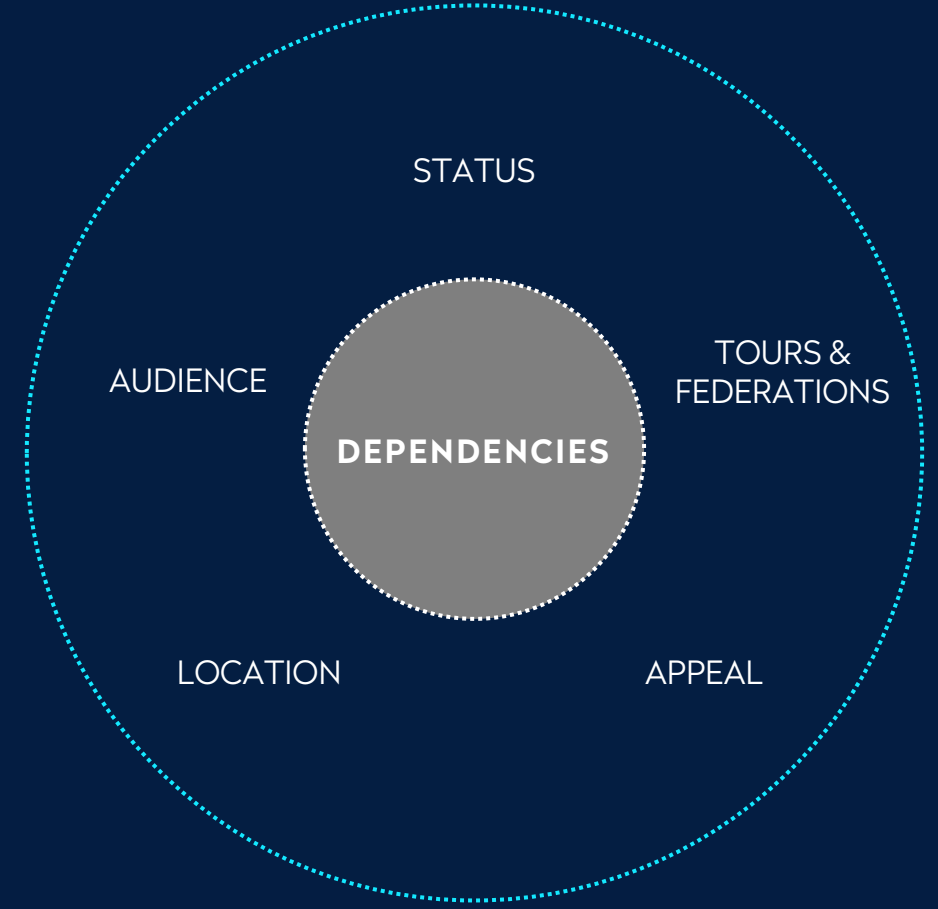 STATUS
TOURS &
FEDERATIONS
AUDIENCE
DEPENDENCIES
LOCATION
APPEAL